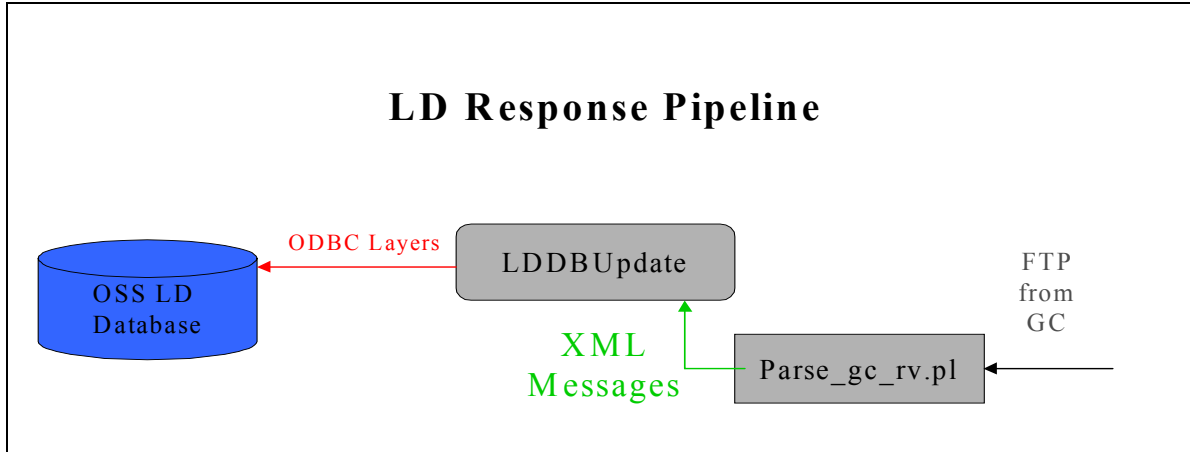 LD Response Pipeline
ODBC Layers
OSS LD
Database
LDDBUpdate
XML
Messages
Parse_gc_rv.pl
FTP
from
GC